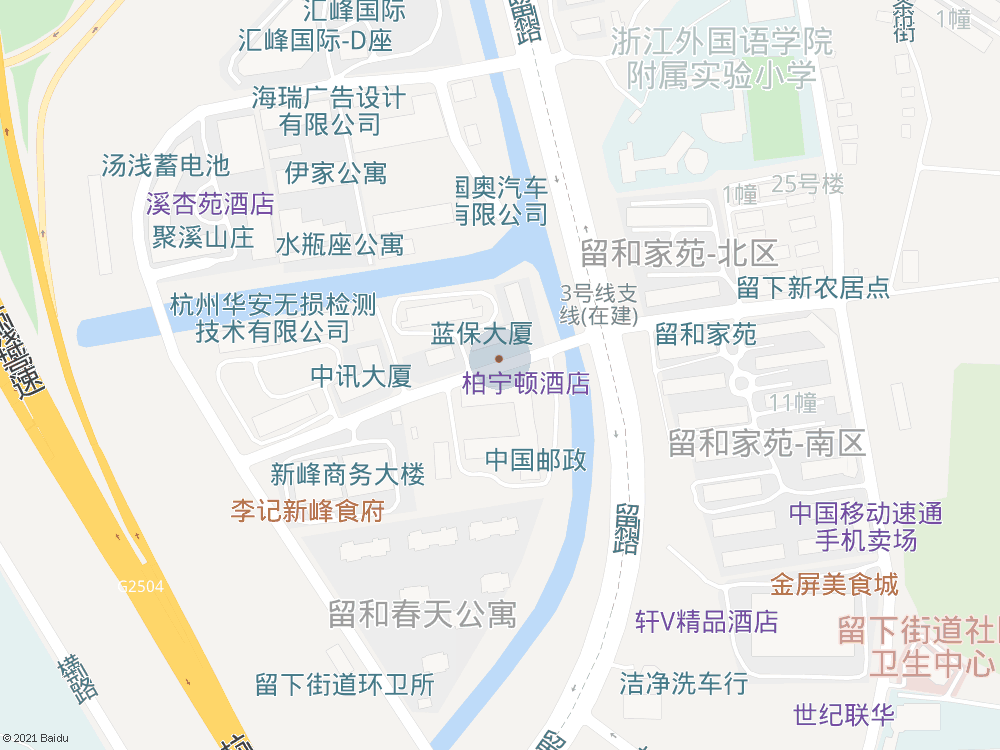 汇峰国际
汇峰国际-D座
海瑞广告设计
有限公司
汤浅蓄电池
伊家公寓
溪杏苑酒店
聚溪山庄
水瓶座公寓
国奥汽车
有限公司
浙江外国语学院
附属实验小学
1幢
1幢
25号楼
留和家苑-北区
3号线支
线(在建)
留下新农居点
留和家苑
杭州华安无损检测
技术有限公司
蓝保大厦
柏宁顿酒店
中讯大厦
11幢
留和家苑-南区
中国邮政
新峰商务大楼
李记新峰食府
中国移动速通
手机卖场
金屏美食城
G2504
留和春天公寓
轩V精品酒店
留下街道社区
卫生中心
留下街道环卫所
洁净洗车行
世纪联华
横
路
© 2021 Baidu